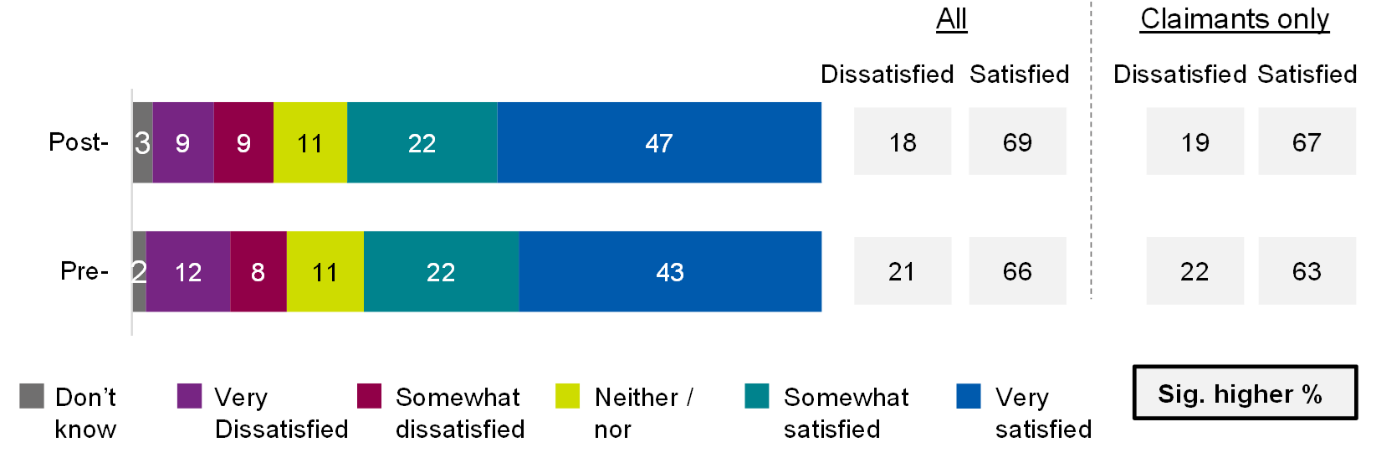 All Claimants only
Dissatisfied Satisfied Dissatisfied Satisfied
Post- 3 9 9 11 22 47 18 69 19 67
Pre- 2 12 8 11 22 43 21 66 22 63
Don't know
Very Dissatisfied
Somewhat dissatisfied
Neither / nor
Somewhat satisfied
Very satisfied
Sig. higher %